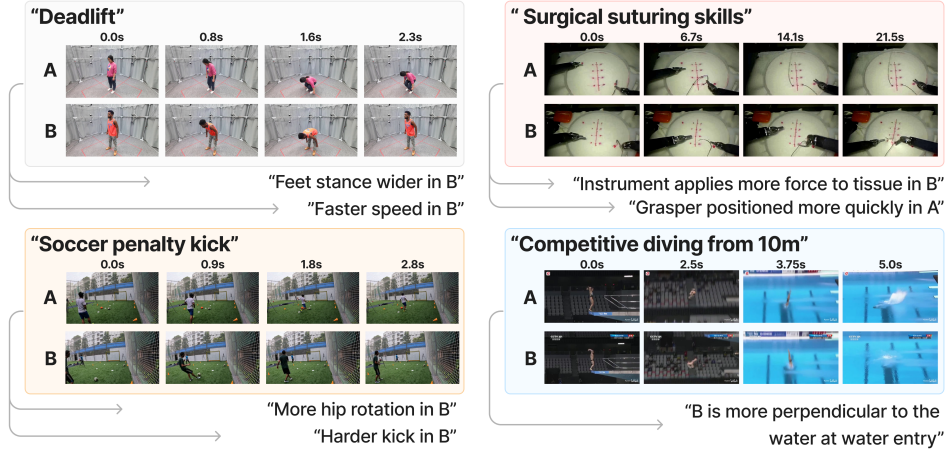 “Deadlift”
0.0s 0.8s 1.6s 2.3s
A
B
“Feet stance wider in B”
”Faster speed in B”
“ Surgical suturing skills”
0.0s 6.7s 14.1s 21.5s
A
B
“Instrument applies more force to tissue in B”
“Grasper positioned more quickly in A”
“Soccer penalty kick”
0.0s 0.9s 1.8s 2.8s
A
B
“More hip rotation in B”
“Harder kick in B”
“Competitive diving from 10m”
0.0s 2.5s 3.75s 5.0s
A
B
“B is more perpendicular to the
water at water entry”